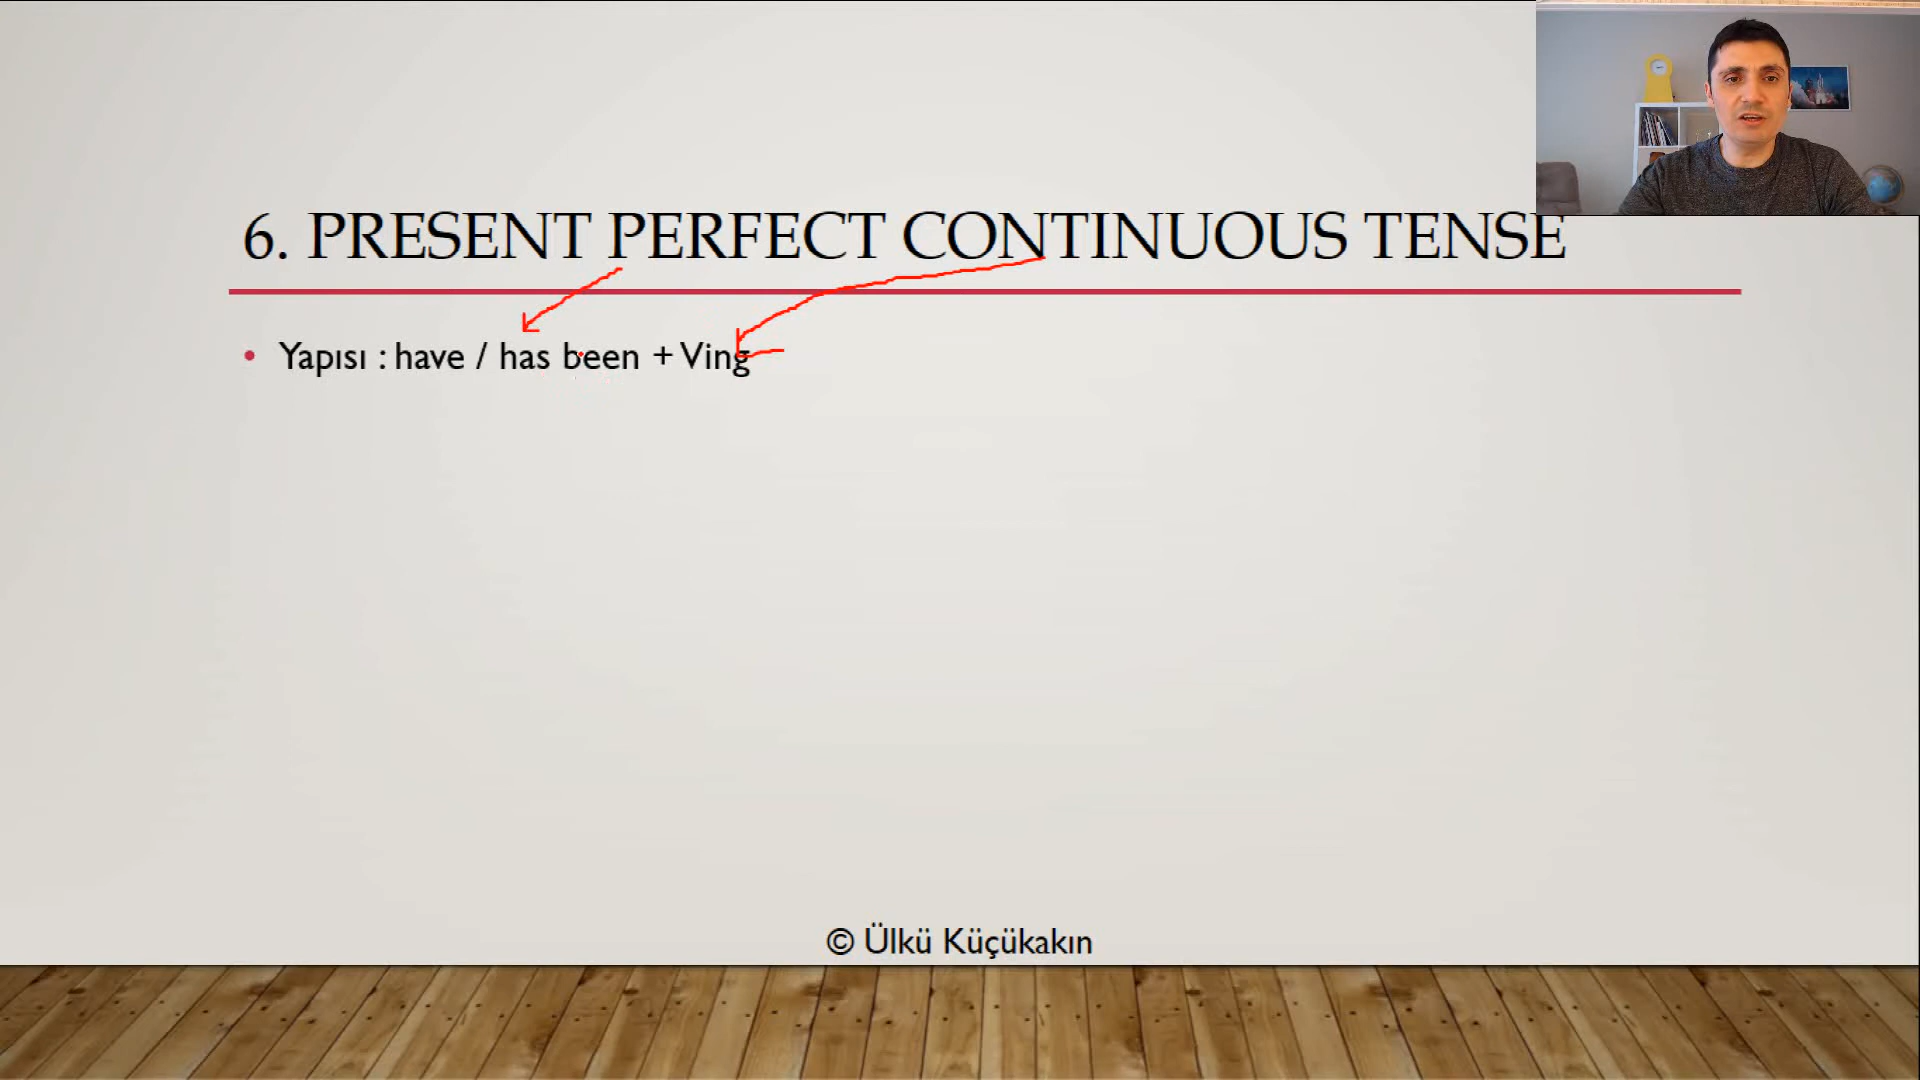 6. PRESENT PERFECT CONTINUOUS TENSE
• Yapısı : have / has been + Ving
© Ülkü Küçükakın